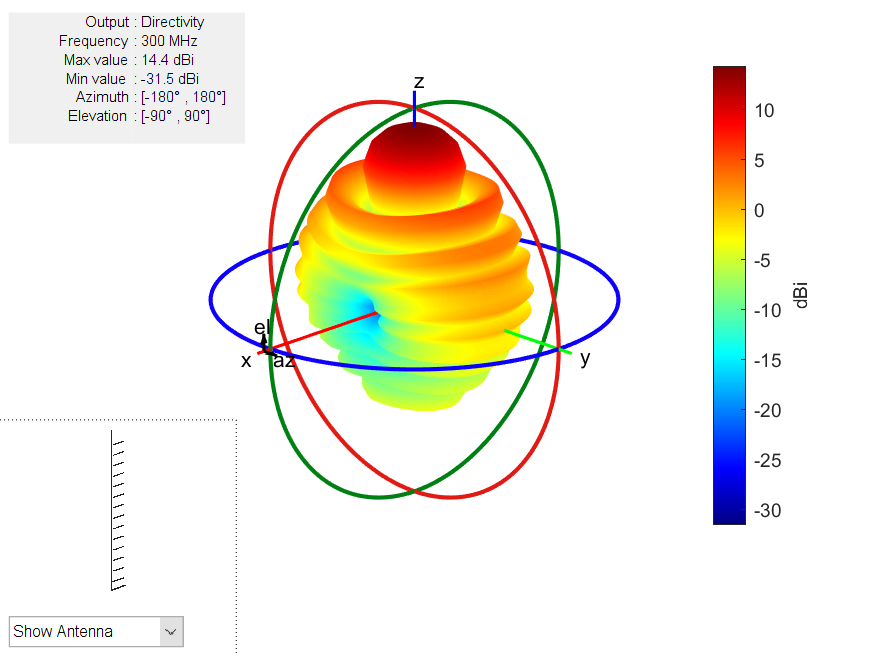 Output : Directivity
Frequency : 300 MHz
Max value : 14.4 dBi
Min value : -31.5 dBi
Azimuth : [-180° , 180°]
Elevation : [-90° , 90°]
z
el
x
az
y
10
5
0
-5
-10
-15
-20
-25
-30
dBi
Show Antenna